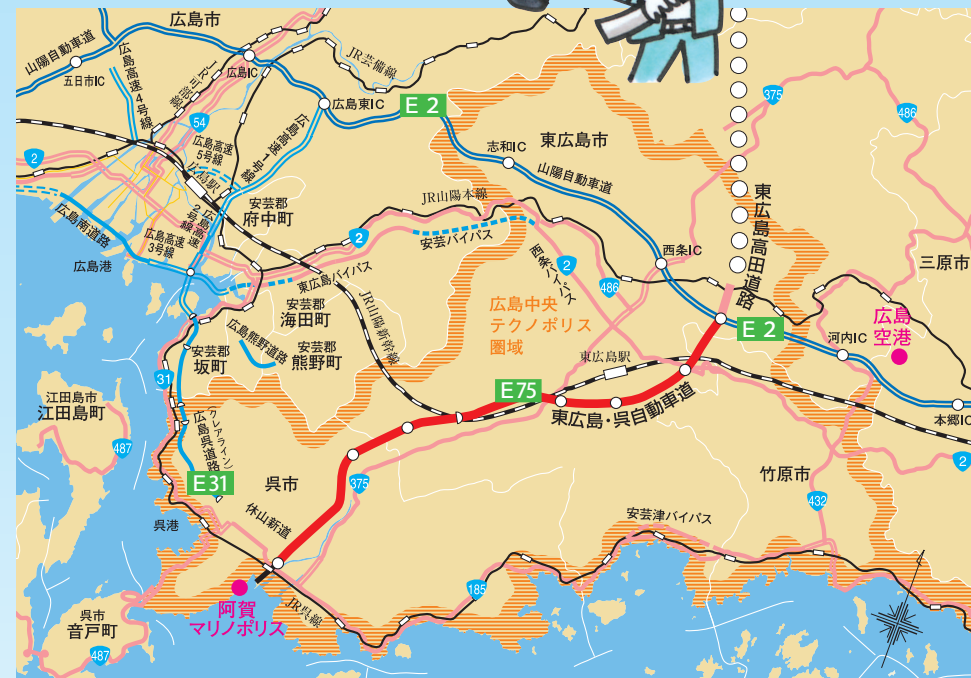 広島市
山陽自動車道
五日市IC
広島高速4号線
JR可部線
広島IC
JR芸備線
広島東IC
E2
54
広島高速
5号線
広島高速1号線
2
広島駅
安芸郡
府中町
広島高速
2号線
広島南道路
広島高速
3号線
広島港
東広島バイパス
安芸バイパス
2
JR山陽本線
志和IC
東広島市
山陽自動車道
375
486
東広島高田道路
西条IC
西条バイパス
2
486
三原市
広島
空港
河内IC
E2
本郷IC
2
安芸郡
海田町
広島熊野道路
安芸郡
熊野町
安芸郡
坂町
JR山陽新幹線
広島中央
テクノポリス
圏域
東広島駅
E75
東広島・呉自動車道
31
江田島市
江田島町
487
広島呉道路
(クレアライン)
E31
呉市
休山新道
375
呉港
竹原市
432
安芸津バイパス
185
阿賀
マリノポリス
JR呉線
呉市
音戸町
487